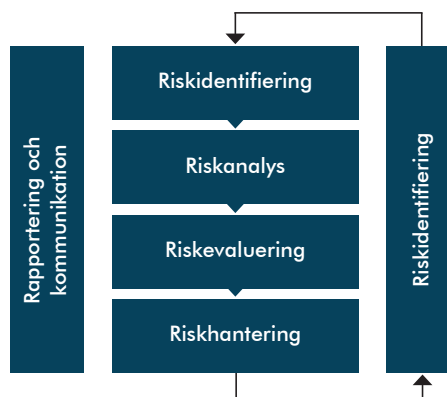 Rapportering och
kommunikation
Riskidentifiering
Riskanalys
Riskevaluering
Riskhantering
Riskidentifiering